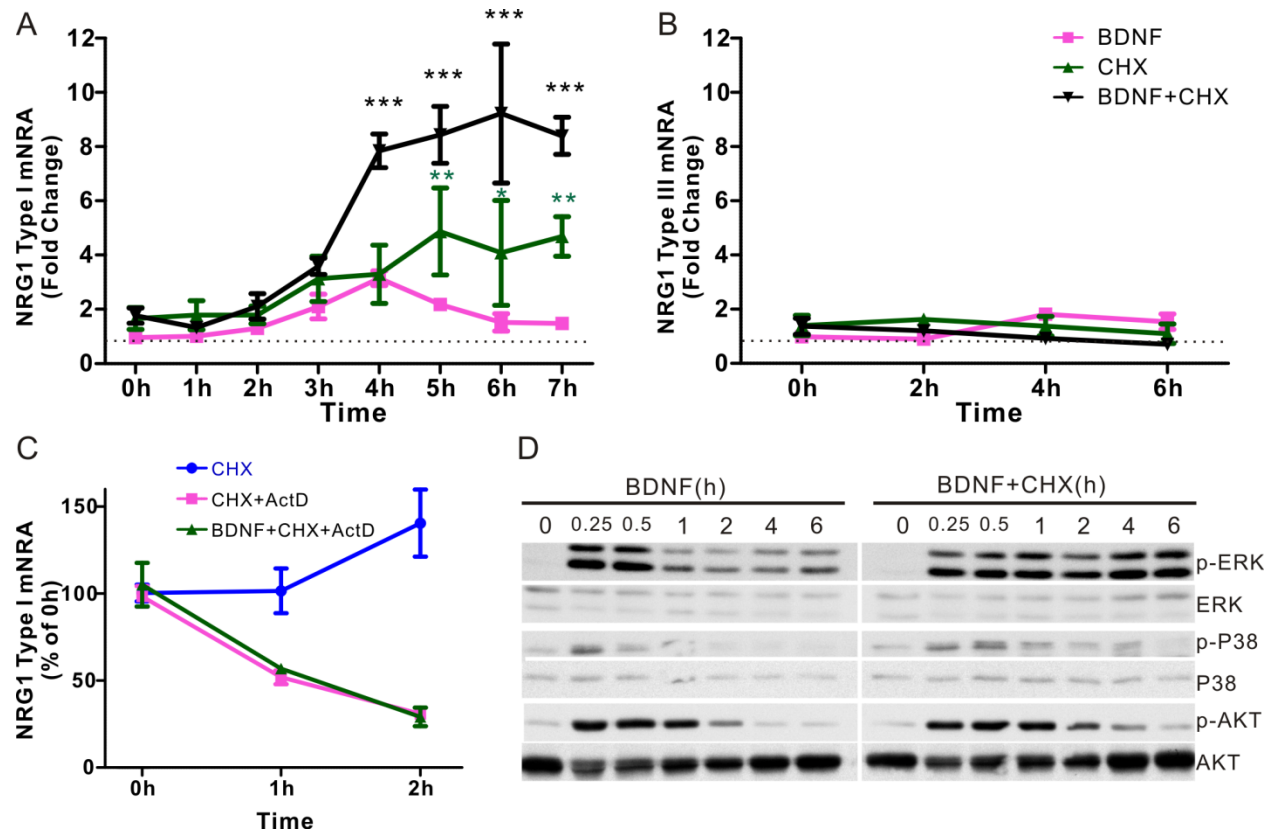 A
NRG1 Type I mNRA
(Fold Change)
12
10
8
6
4
2
0
***
***
***
***
**
*
**
0h 1h 2h 3h 4h 5h 6h 7h
Time
B
NRG1 Type III mNRA
(Fold Change)
12
10
8
6
4
2
0
BDNF
CHX
BDNF+CHX
0h 2h 4h 6h
Time
C
NRG1 Type I mNRA
(% of 0h)
150
100
50
0
CHX
CHX+ActD
BDNF+CHX+ActD
0h 1h 2h
Time
D
BDNF(h) BDNF+CHX(h)
0 0.25 0.5 1 2 4 6 0 0.25 0.5 1 2 4 6
p-ERK
ERK
p-P38
P38
p-AKT
AKT